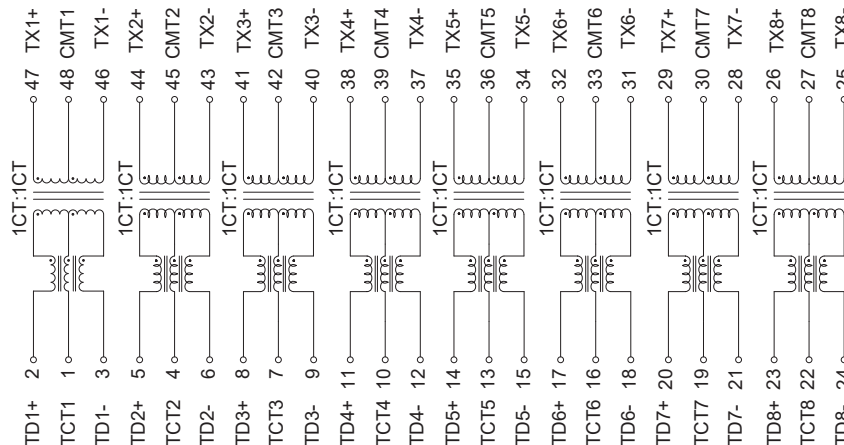 47 TX1+
48 CMT1
46 TX1-
44 TX2+
45 CMT2
43 TX2-
41 TX3+
42 CMT3
40 TX3-
38 TX4+
39 CMT4
37 TX4-
35 TX5+
36 CMT5
34 TX5-
32 TX6+
33 CMT6
31 TX6-
29 TX7+
30 CMT7
28 TX7-
26 TX8+
27 CMT8
25 TX8-
1CT:1CT
1CT:1CT
1CT:1CT
1CT:1CT
1CT:1CT
1CT:1CT
1CT:1CT
1CT:1CT
TD1+ 2
TCT1 1
TD1- 3
TD2+ 5
TCT2 4
TD2- 6
TD3+ 8
TCT3 7
TD3- 9
TD4+ 11
TCT4 10
TD4- 12
TD5+ 14
TCT5 13
TD5- 15
TD6+ 17
TCT6 16
TD6- 18
TD7+ 20
TCT7 19
TD7- 21
TD8+ 23
TCT8 22
TD8- 24